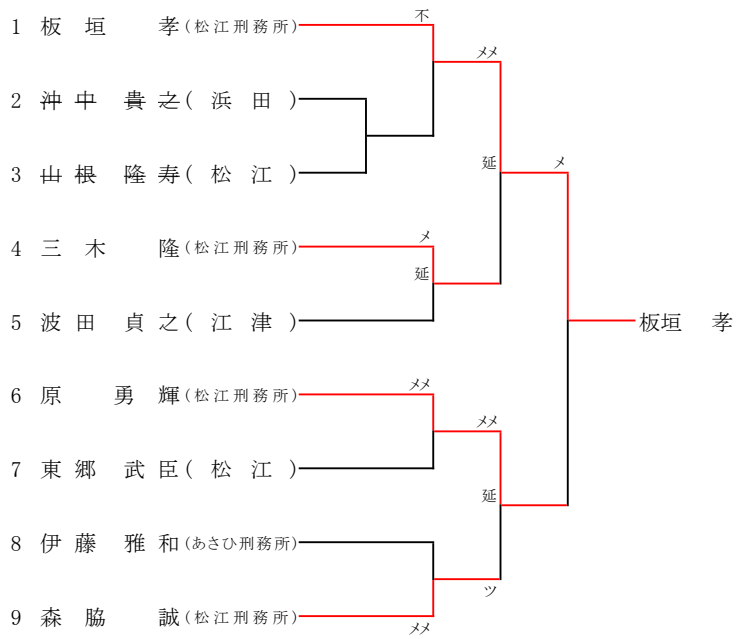 不
1 板 垣 孝(松江刑務所)
メメ
2 沖 中 貴 之( 浜 田 )
延 メ
3 山 根 隆 寿( 松 江 )
メ
4 三 木 隆(松江刑務所)
延
5 波 田 貞 之( 江 津 )
板垣 孝
メメ
6 原 勇 輝(松江刑務所)
メメ
7 東 郷 武 臣( 松 江 )
延
8 伊 藤 雅 和(あさひ刑務所)
ツ
9 森 脇 誠(松江刑務所)
メメ